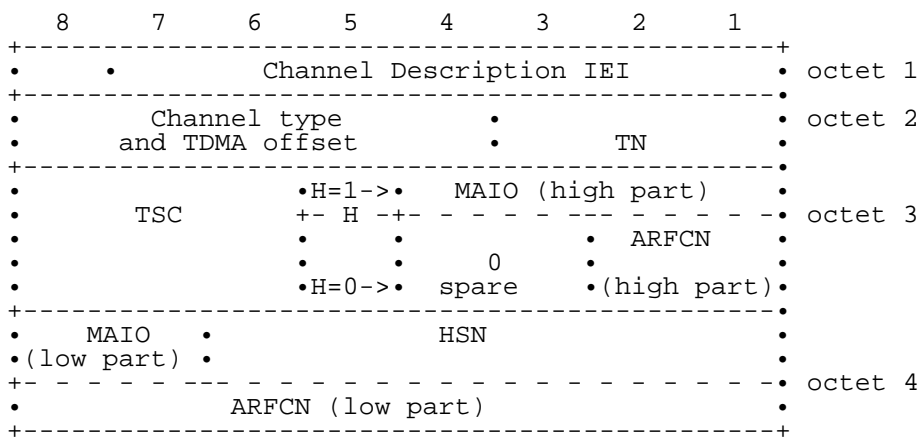 8 7 6 5 4 3 2 1
Channel Description IEI octet 1
Channel type octet 2
and TDMA offset TN
H=1-> MAIO (high part)
TSC H octet 3
ARFCN
0
H=0-> spare (high part)
MAIO HSN
(low part)
octet 4
ARFCN (low part)